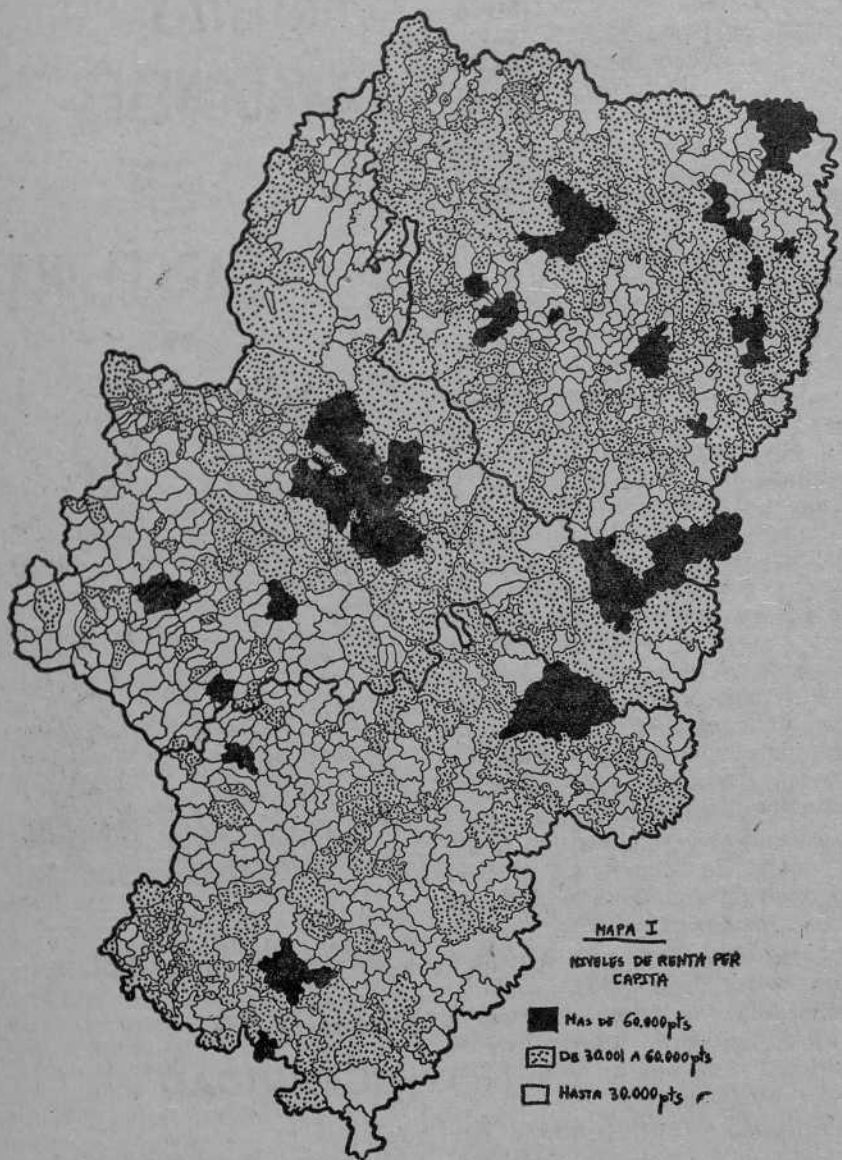 MAPA I
NIVELES DE RENTA PER
CAPITA
MAS DE 60.000 pts
DE 30.001 A 60.000 pts
HASTA 30.000 pts